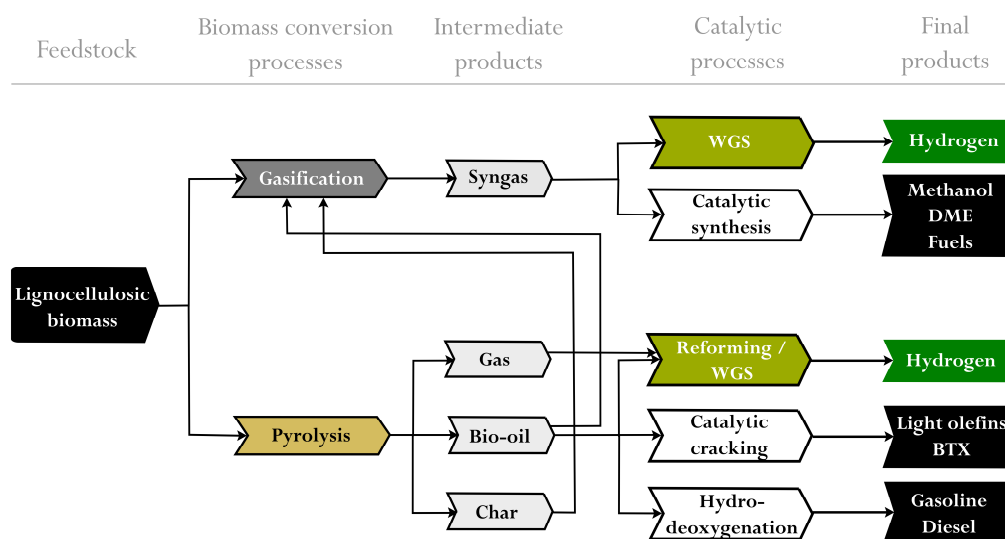 Feedstock
Biomass conversion
processes
Intermediate
products
Catalytic
processes
Final
products
WGS
Hydrogen
Gasification
Syngas
Catalytic
synthesis
Methanol
DME
Fuels
Lignocellulosic
biomass
Gas
Reforming /
WGS
Hydrogen
Pyrolysis
Bio-oil
Catalytic
cracking
Light olefins
BTX
Char
Hydro-
deoxygenation
Gasoline
Diesel